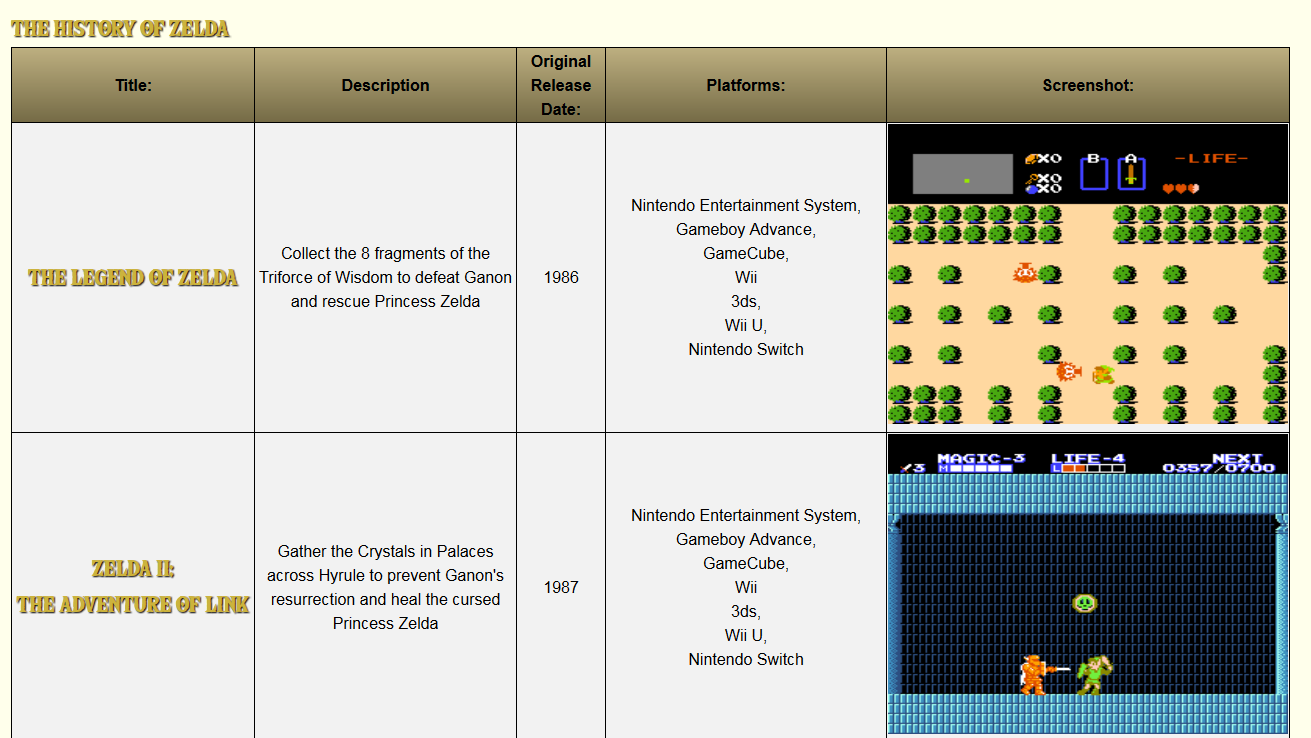 THE HISTORY OF ZELDA
Title:
Description
Original
Release
Date:
Platforms:
Screenshot:
THE LEGEND OF ZELDA
Collect the 8 fragments of the
Triforce of Wisdom to defeat Ganon
and rescue Princess Zelda
1986
Nintendo Entertainment System,
Gameboy Advance,
GameCube,
Wii
3ds,
Wii U,
Nintendo Switch
X0
X0
X0
B
A
-LIFE-
ZELDA II:
THE ADVENTURE OF LINK
Gather the Crystals in Palaces
across Hyrule to prevent Ganon's
resurrection and heal the cursed
Princess Zelda
1987
Nintendo Entertainment System,
Gameboy Advance,
GameCube,
Wii
3ds,
Wii U,
Nintendo Switch
MAGIC-3 LIFE-4 NEXT
/3 M L 0357/0700